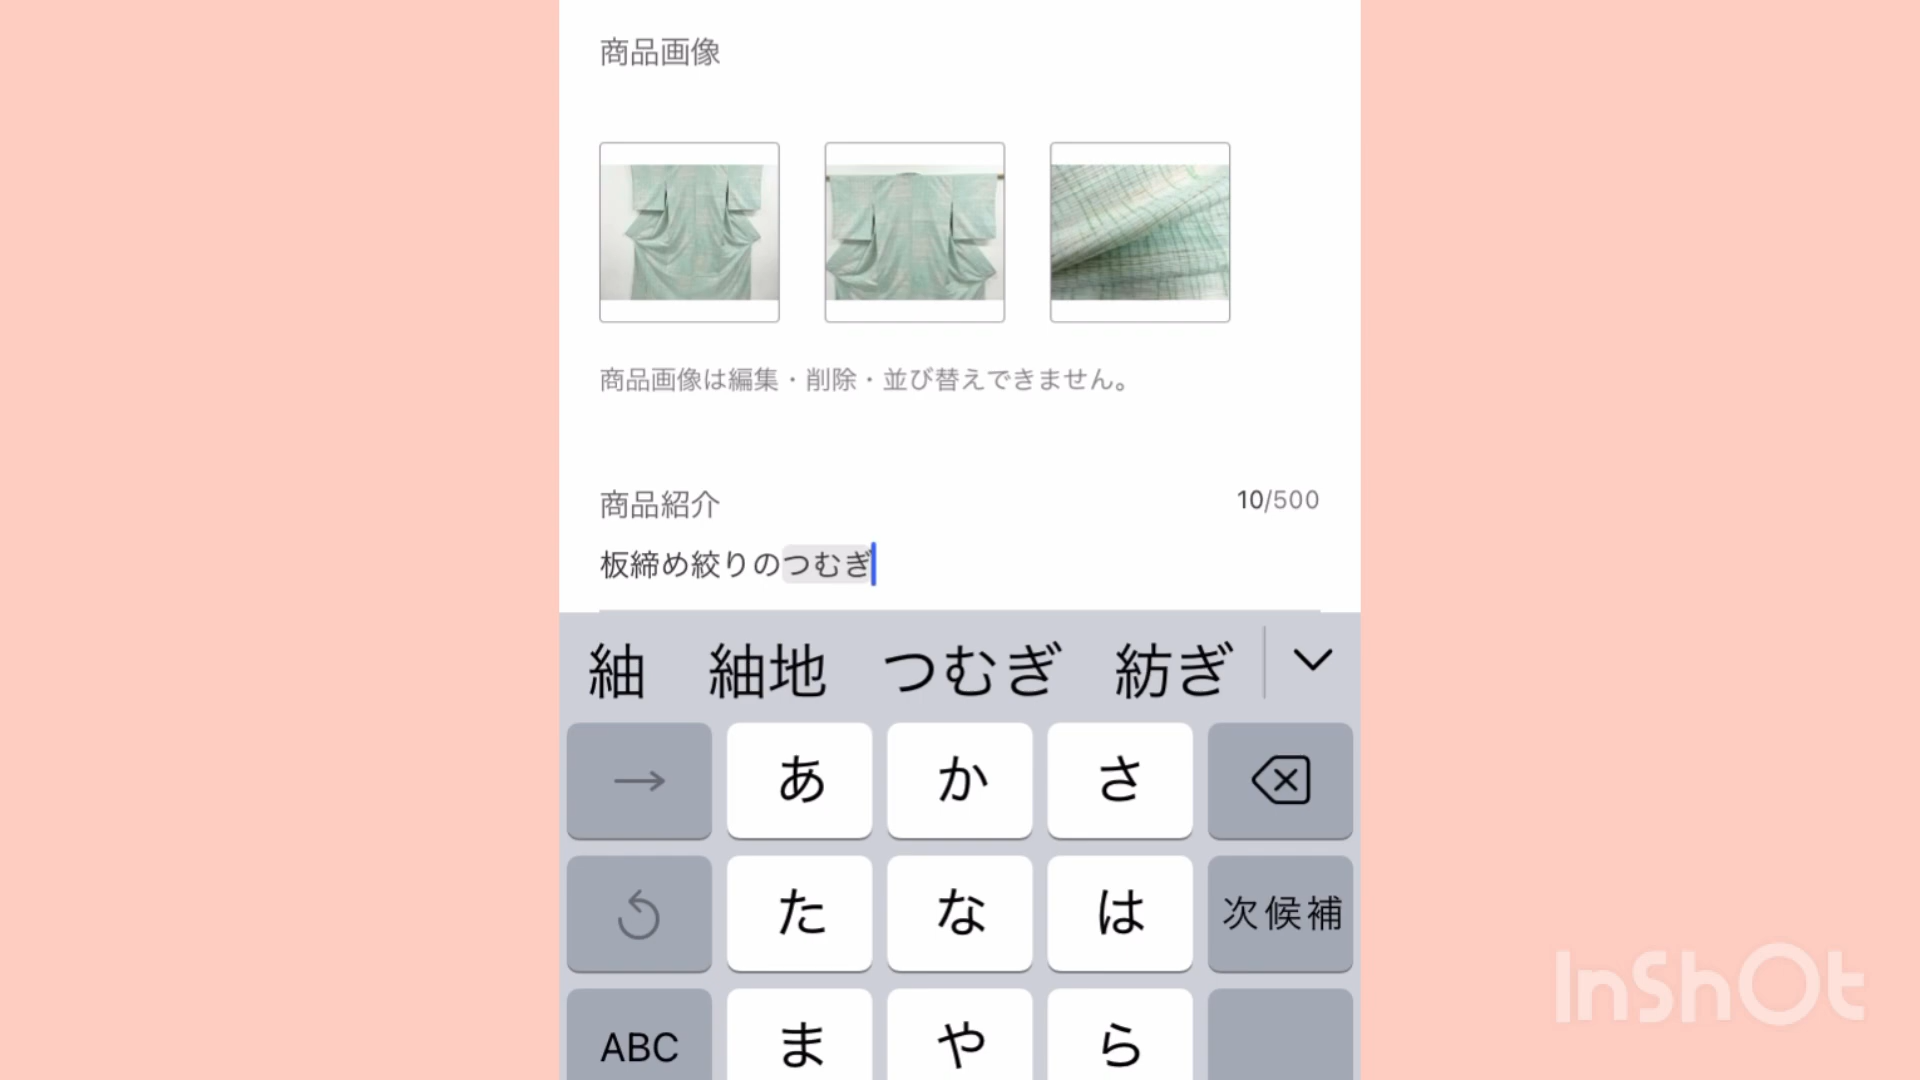 商品画像
商品画像は編集・削除・並び替えできません。
商品紹介 10/500
板締め絞りのつむぎ
紬 紬地 つむぎ 紡ぎ
→ あ か さ
た な は 次候補
ABC ま や ら
InShOt